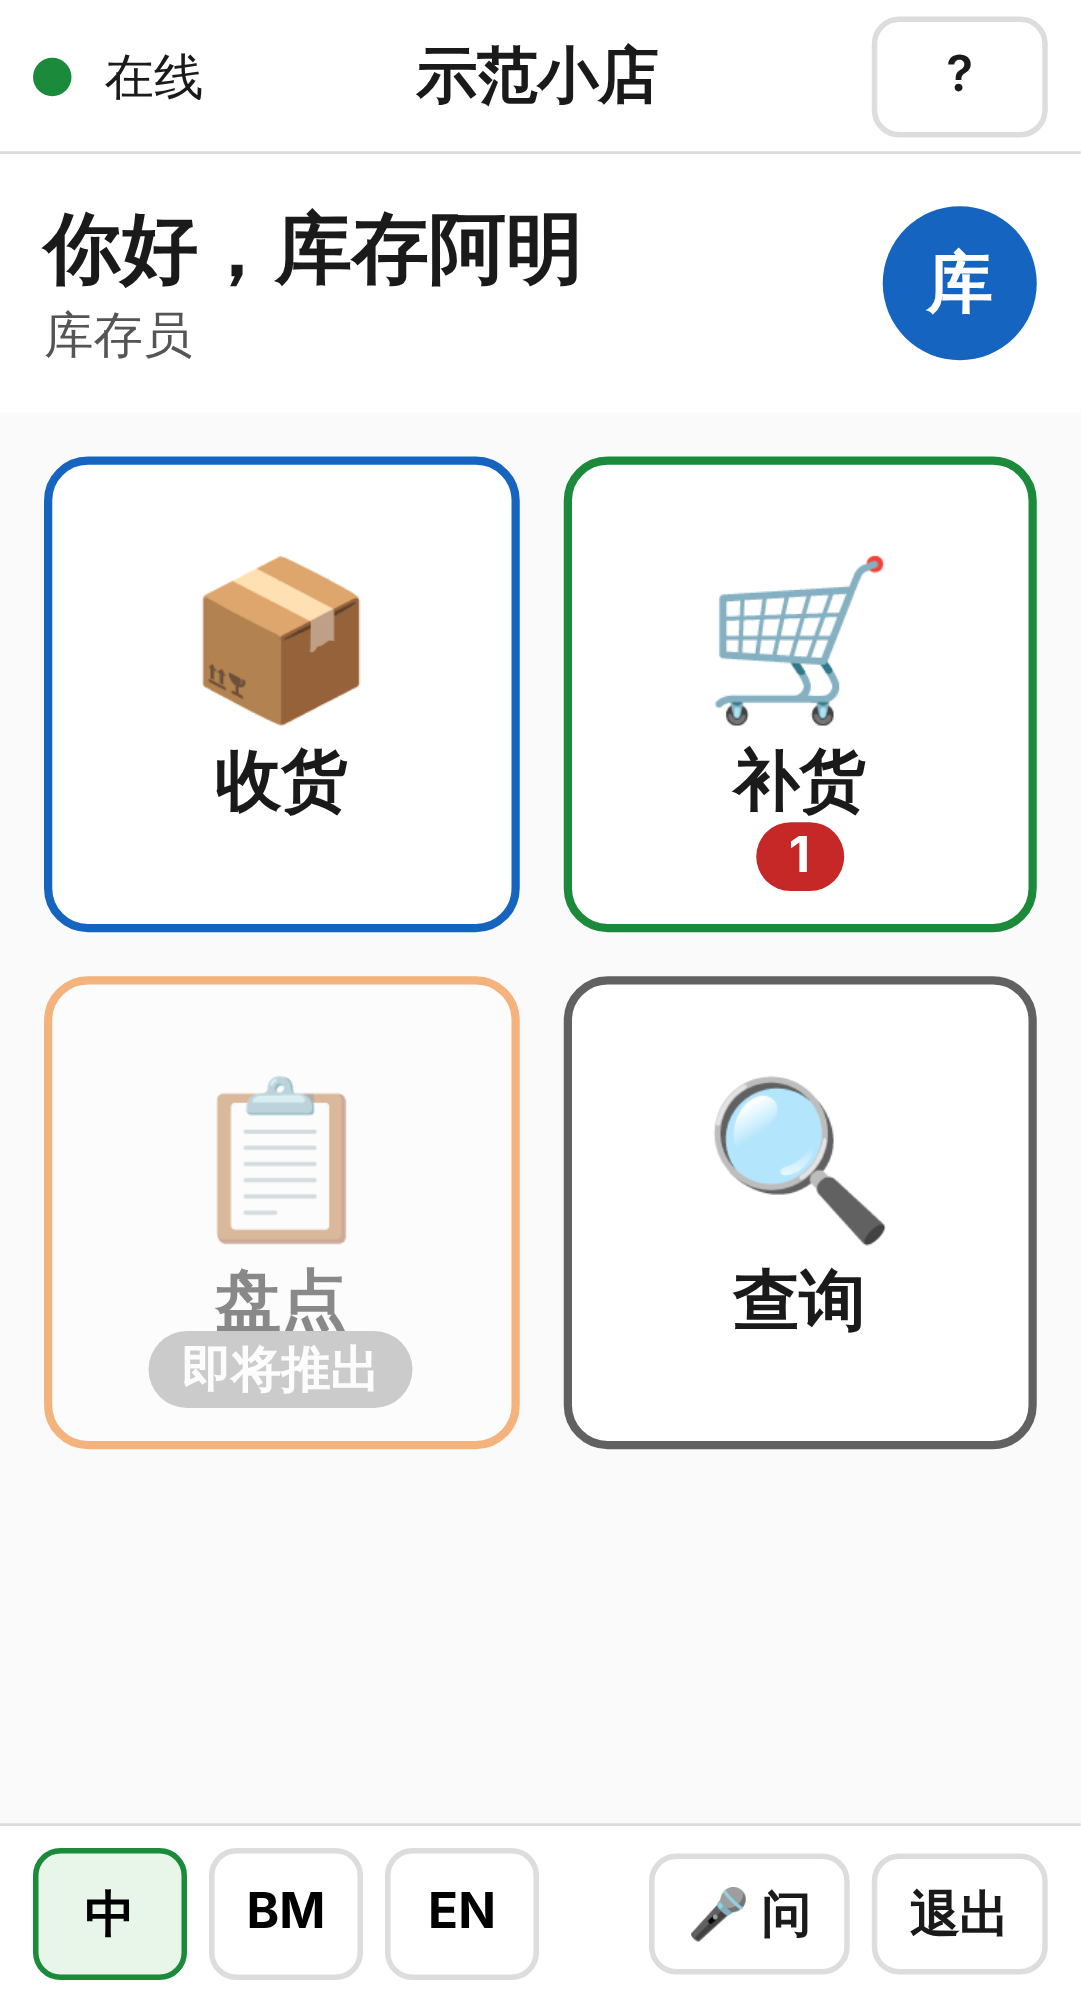 在线
示范小店
?
你好，库存阿明
库存员
库
收货
补货
1
盘点
即将推出
查询
中
BM
EN
问
退出